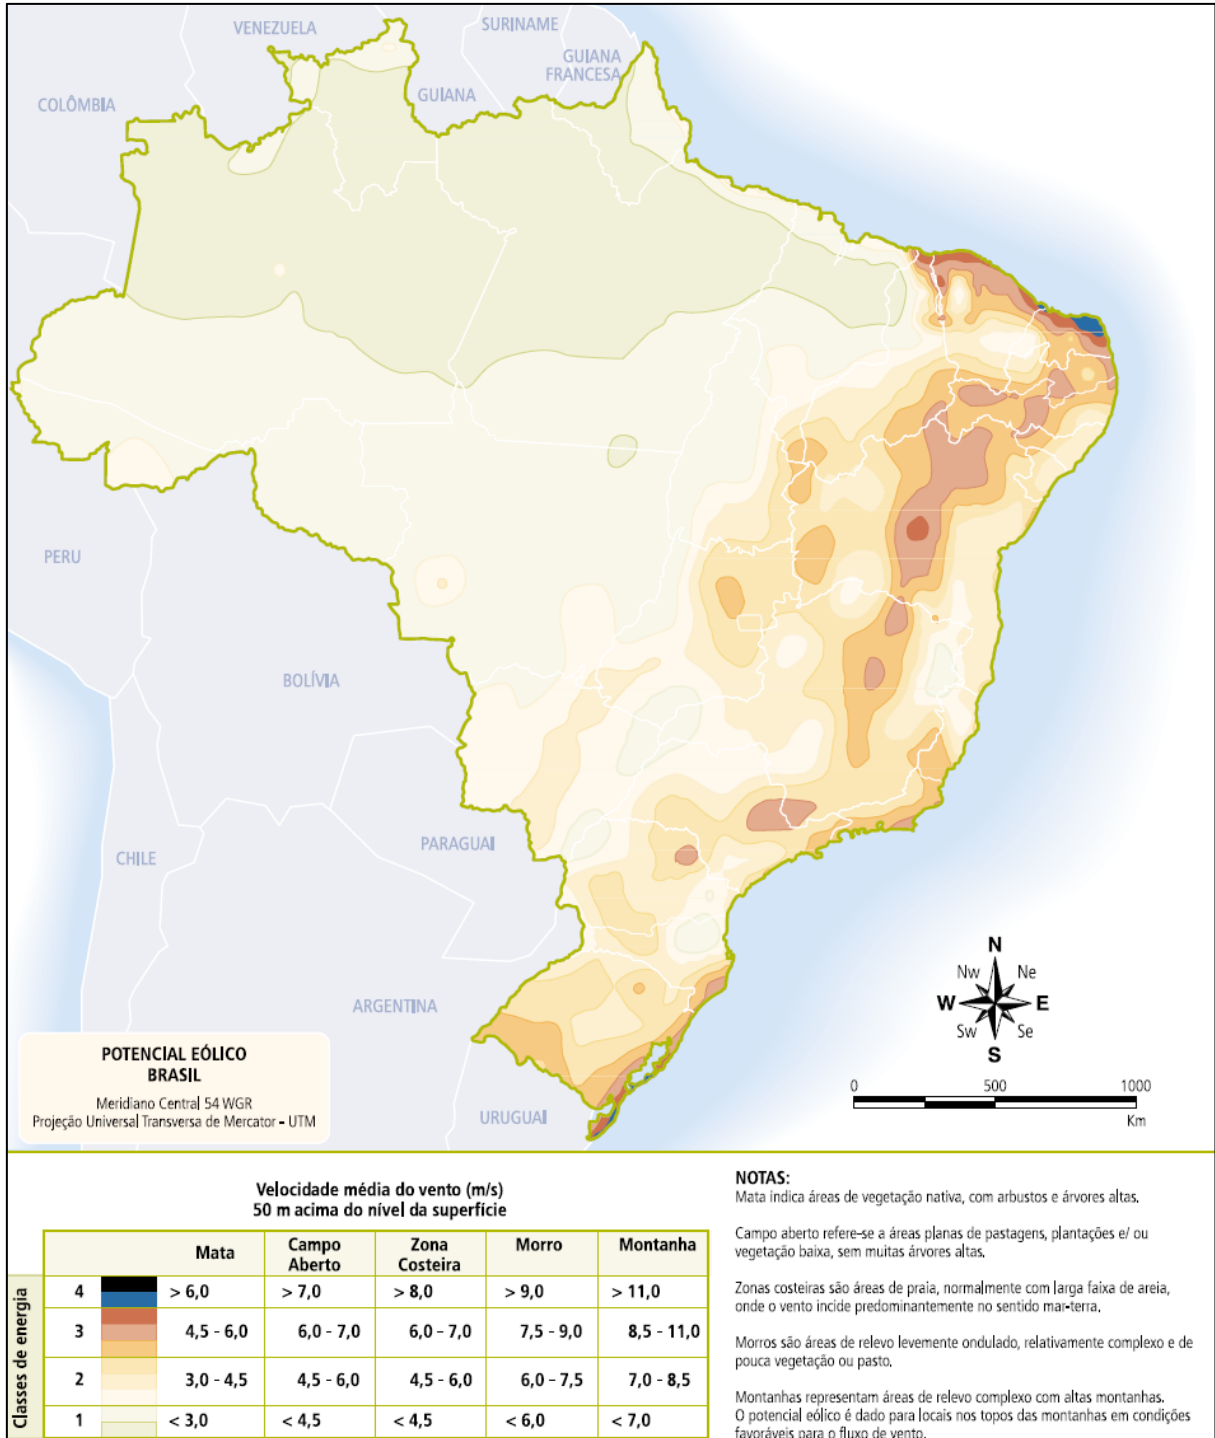 VENEZUELA
SURINAME
GUIANA
FRANCESA
GUIANA
COLÔMBIA
PERU
BOLÍVIA
PARAGUAI
CHILE
ARGENTINA
URUGUAI
N
Nw
Ne
W
E
Sw
Se
S
0 500 1000
Km
POTENCIAL EÓLICO
BRASIL
Meridiano Central 54 WGR
Projeção Universal Transversa de Mercator - UTM
Velocidade média do vento (m/s)
50 m acima do nível da superfície
Mata Campo Aberto Zona Costeira Morro Montanha
Classes de energia
4 > 6,0 > 7,0 > 8,0 > 9,0 > 11,0
3 4,5 - 6,0 6,0 - 7,0 6,0 - 7,0 7,5 - 9,0 8,5 - 11,0
2 3,0 - 4,5 4,5 - 6,0 4,5 - 6,0 6,0 - 7,5 7,0 - 8,5
1 < 3,0 < 4,5 < 4,5 < 6,0 < 7,0
NOTAS:
Mata indica áreas de vegetação nativa, com arbustos e árvores altas.
Campo aberto refere-se a áreas planas de pastagens, plantações e/ ou
vegetação baixa, sem muitas árvores altas.
Zonas costeiras são áreas de praia, normalmente com larga faixa de areia,
onde o vento incide predominantemente no sentido mar-terra.
Morros são áreas de relevo levemente ondulado, relativamente complexo e de
pouca vegetação ou pasto.
Montanhas representam áreas de relevo complexo com altas montanhas.
O potencial eólico é dado para locais nos topos das montanhas em condições
favoráveis para o fluxo de vento.